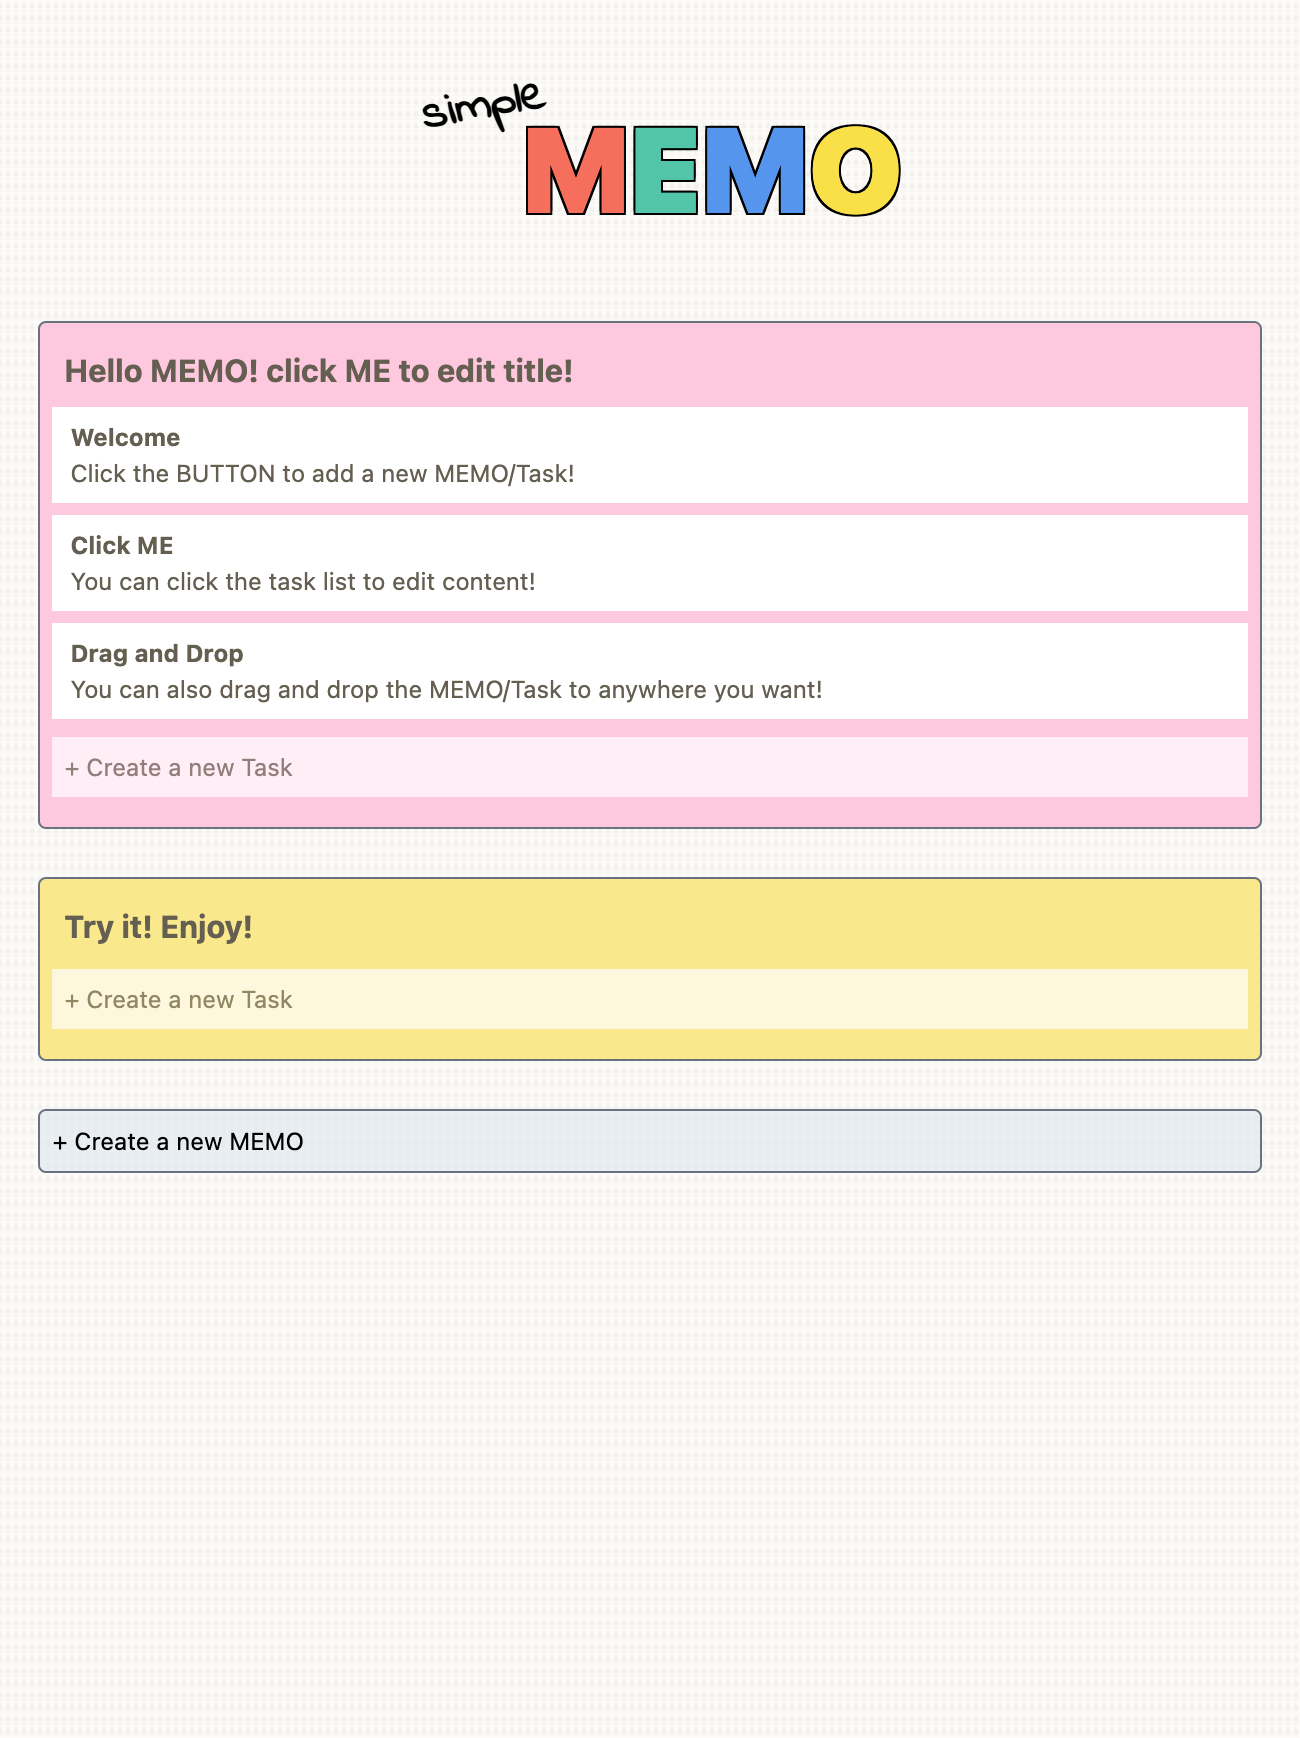 simple
MEMO
Hello MEMO! click ME to edit title!
Welcome
Click the BUTTON to add a new MEMO/Task!
Click ME
You can click the task list to edit content!
Drag and Drop
You can also drag and drop the MEMO/Task to anywhere you want!
+ Create a new Task
Try it! Enjoy!
+ Create a new Task
+ Create a new MEMO